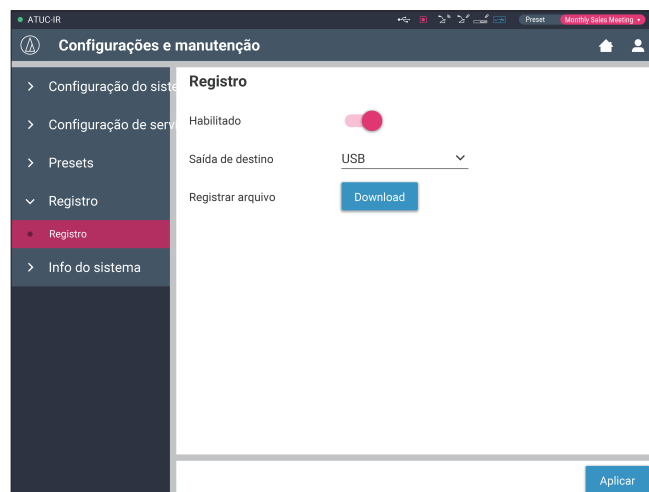 ATUC-IR
Preset Monthly Sales Meeting
Configurações e manutenção
Configuração do siste
Configuração de serv
Presets
Registro
Registro
Info do sistema
Registro
Habilitado
Saída de destino USB
Registrar arquivo Download
Aplicar